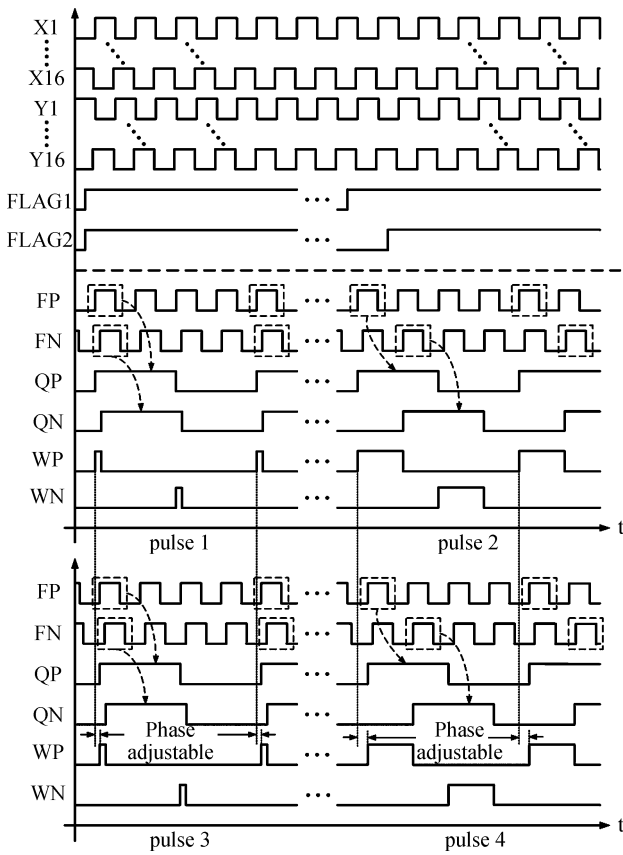 X1
X16
Y1
Y16
FLAG1
FLAG2
FP
FN
QP
QN
WP
WN
t
pulse 1
pulse 2
FP
FN
QP
QN
Phase
adjustable
Phase
adjustable
WP
WN
t
pulse 3
pulse 4